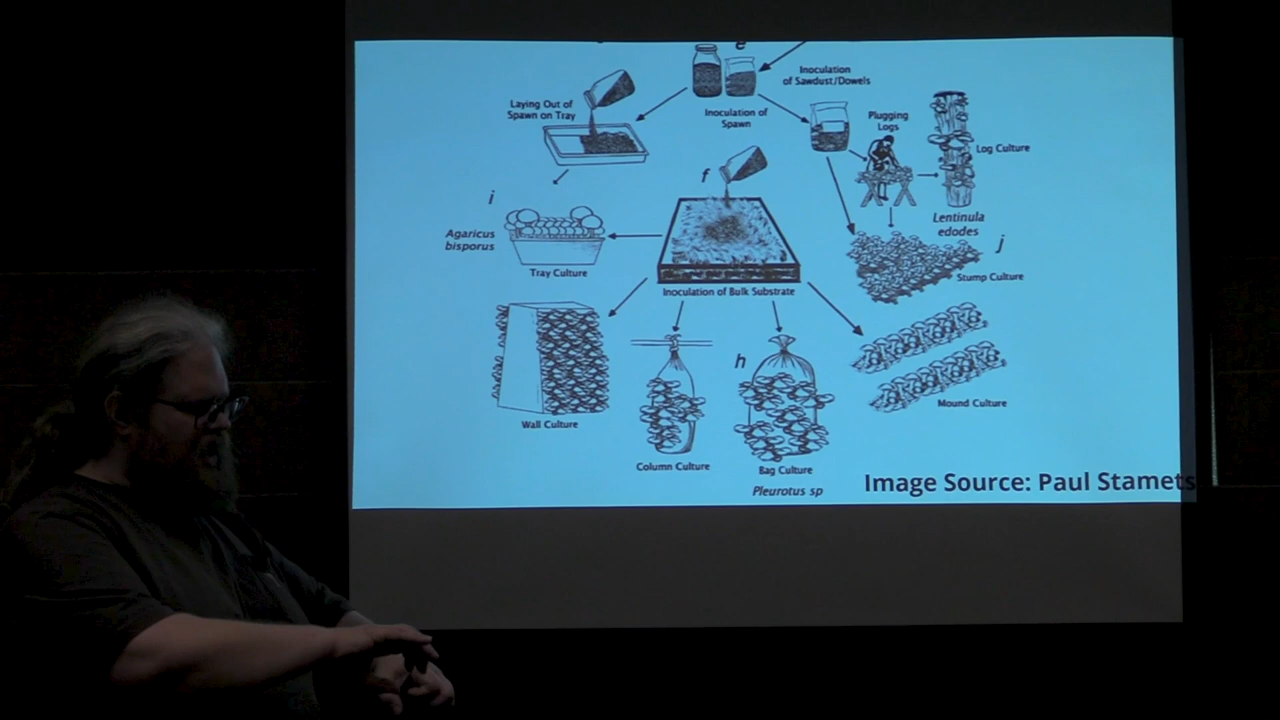 e
Inoculation
of Sawdust/Dowels
Laying Out of
Spawn on Tray
Inoculation of
Spawn
Plugging
Logs
Log Culture
f
i
Agaricus
bisporus
Lentinula
edodes
j
Tray Culture
Stump Culture
Inoculation of Bulk Substrate
h
Mound Culture
Wall Culture
Column Culture
Bag Culture
Pleurotus sp
Image Source: Paul Stamets